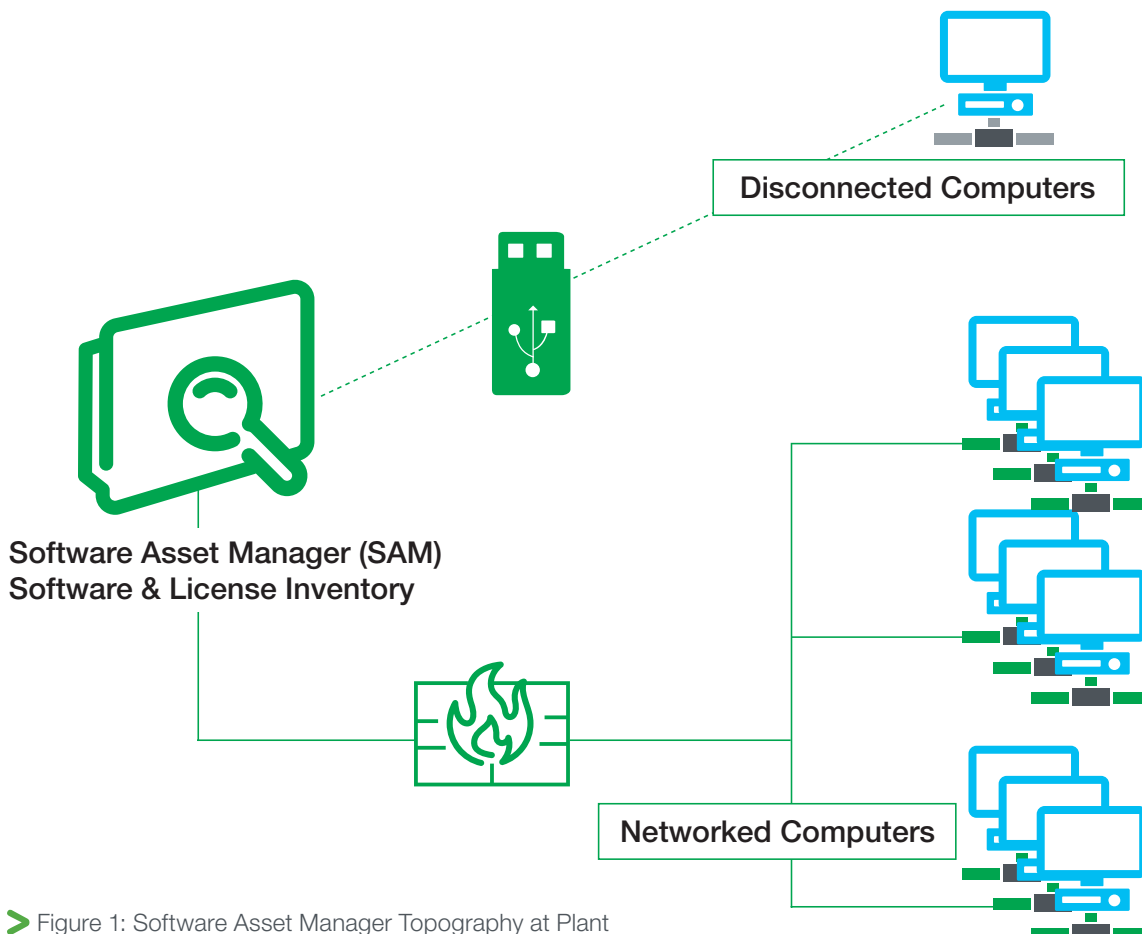 Disconnected Computers
Software Asset Manager (SAM)
Software & License Inventory
Networked Computers
Figure 1: Software Asset Manager Topography at Plant